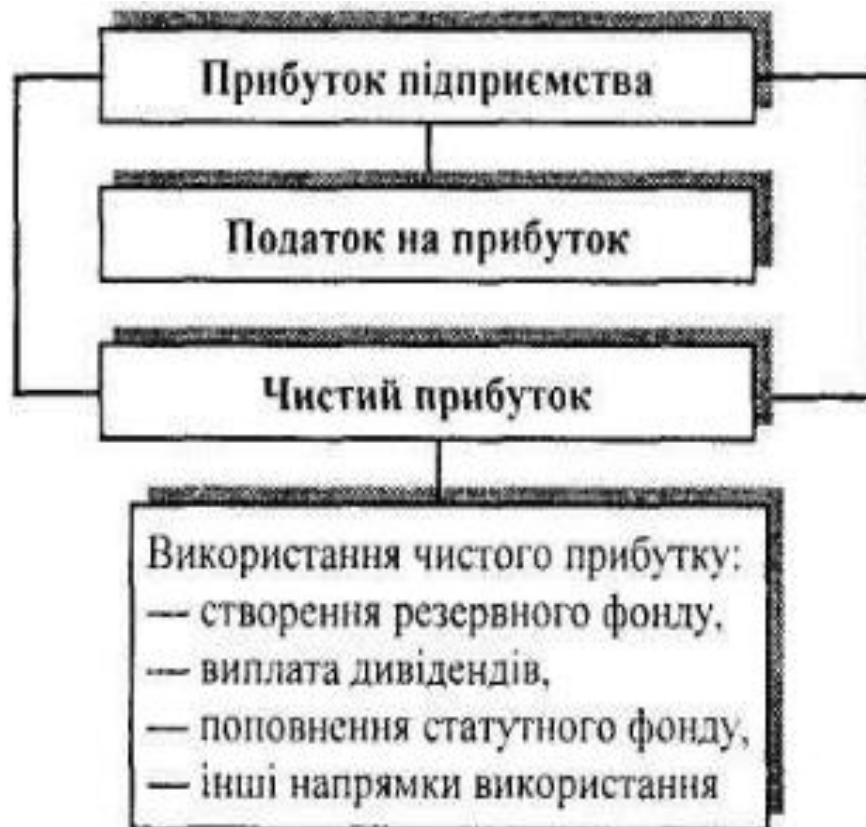 Прибуток підприємства
Податок на прибуток
Чистий прибуток
Використання чистого прибутку:
— створення резервного фонду,
— виплата дивідендів,
— поповнення статутного фонду,
— інші напрямки використання